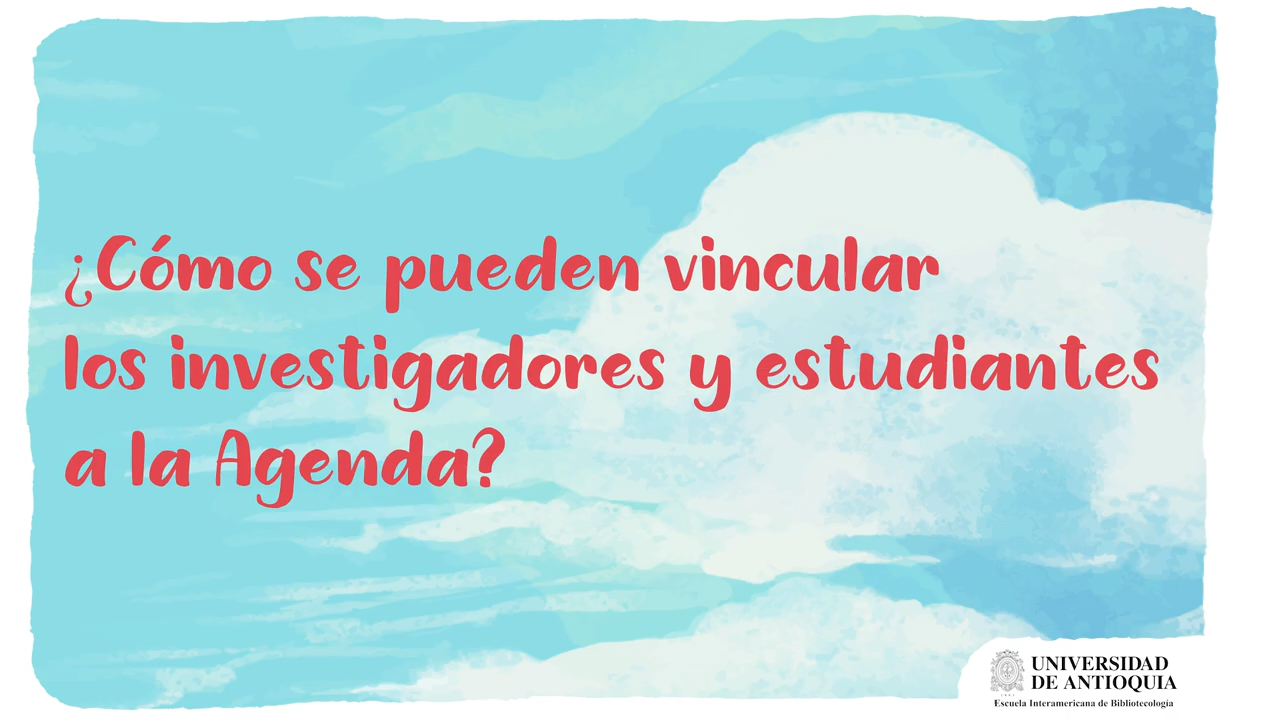 ¿Cómo se pueden vincular
los investigadores y estudiantes
a la Agenda?
UNIVERSIDAD
DE ANTIOQUIA
Escuela Interamericana de Bibliotecología